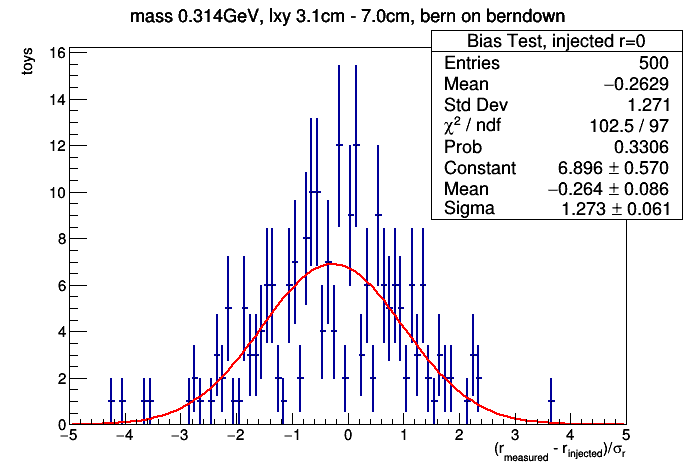 mass 0.314GeV, lxy 3.1cm - 7.0cm, bern on berndown
Bias Test, injected r=0
Entries 500
Mean −0.2629
Std Dev 1.271
χ² / ndf 102.5 / 97
Prob 0.3306
Constant 6.896 ± 0.570
Mean −0.264 ± 0.086
Sigma 1.273 ± 0.061
toys
16
14
12
10
8
6
4
2
0
−5 −4 −3 −2 −1 0 1 2 3 4 5
(r_measured - r_injected)/σ_r